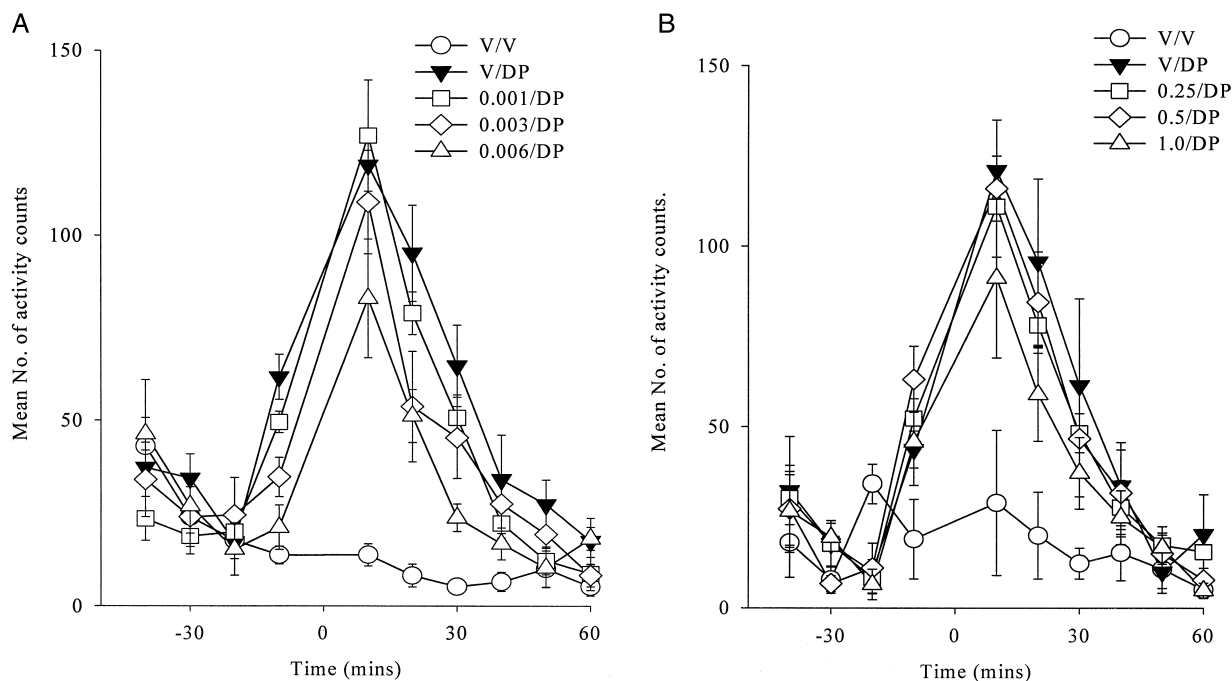 A
V/V
V/DP
0.001/DP
0.003/DP
0.006/DP
150
100
50
0
Mean No. of activity counts
-30
0
30
60
Time (mins)
B
V/V
V/DP
0.25/DP
0.5/DP
1.0/DP
150
100
50
0
Mean No. of activity counts.
-30
0
30
60
Time (mins)